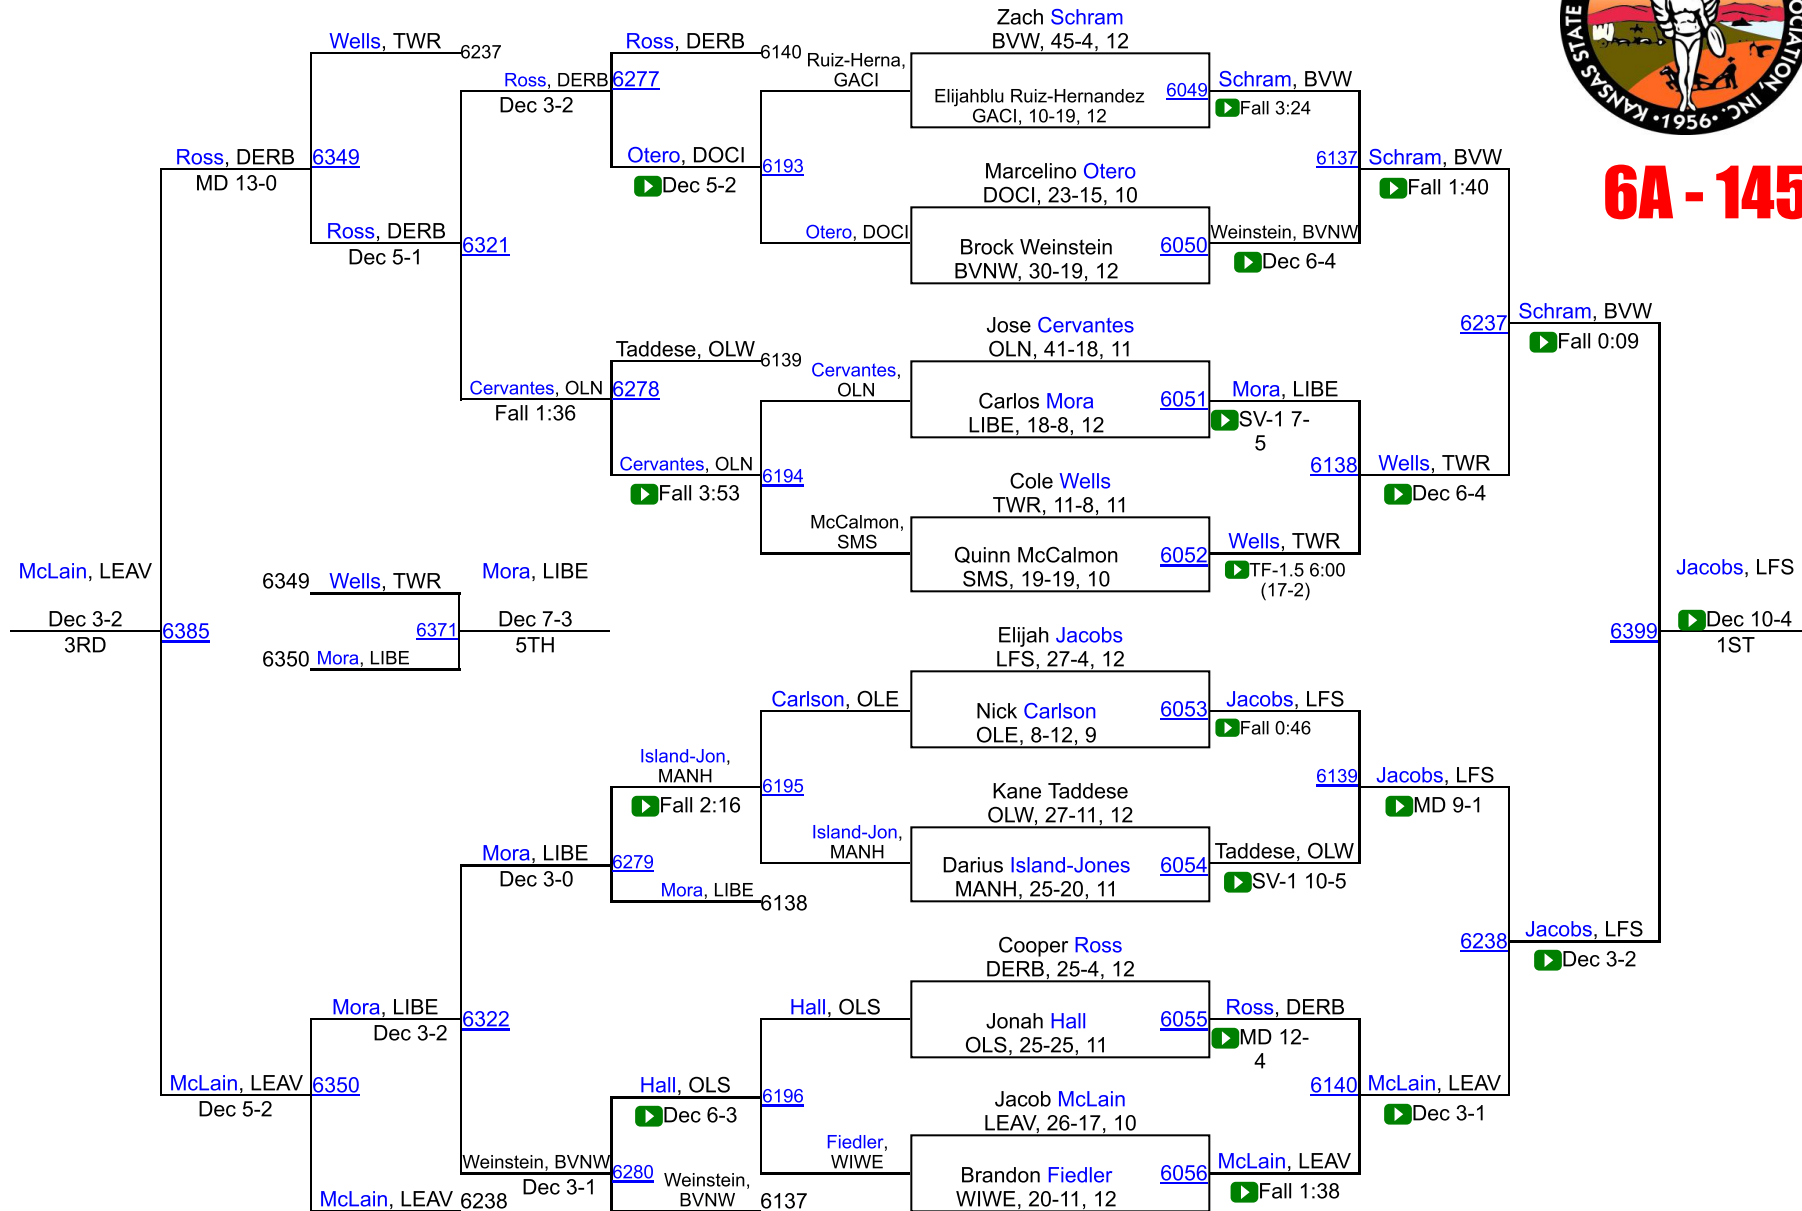 Wells, TWR
6237
Ross, DERB
Dec 3-2
6277
Ross, DERB
6140
Ruiz-Herna,
GACI
Otero, DOCI
Dec 5-2
6193
Otero, DOCI
Ross, DERB
MD 13-0
6349
Ross, DERB
Dec 5-1
6321
Cervantes, OLN
Fall 1:36
6278
Taddese, OLW
6139
Cervantes,
OLN
Cervantes, OLN
Fall 3:53
6194
McCalmon,
SMS
Zach Schram
BVW, 45-4, 12
Elijahblu Ruiz-Hernandez
GACI, 10-19, 12
6049
Schram, BVW
Fall 3:24
Marcelino Otero
DOCI, 23-15, 10
Brock Weinstein
BVNW, 30-19, 12
6050
Weinstein, BVNW
Dec 6-4
6137
Schram, BVW
Fall 1:40
Jose Cervantes
OLN, 41-18, 11
Carlos Mora
LIBE, 18-8, 12
6051
Mora, LIBE
SV-1 7-
5
Cole Wells
TWR, 11-8, 11
Quinn McCalmon
SMS, 19-19, 10
6052
Wells, TWR
TF-1.5 6:00
(17-2)
6138
Wells, TWR
Dec 6-4
6237
Schram, BVW
Fall 0:09
KANSAS STATE
OCIATION, INC.
•1956•
6A - 145
McLain, LEAV
Dec 3-2
3RD
6385
6349
Wells, TWR
6350
Mora, LIBE
6371
Mora, LIBE
Dec 7-3
5TH
Elijah Jacobs
LFS, 27-4, 12
Nick Carlson
OLE, 8-12, 9
6053
Jacobs, LFS
Fall 0:46
Kane Taddese
OLW, 27-11, 12
Darius Island-Jones
MANH, 25-20, 11
6054
Taddese, OLW
SV-1 10-5
6139
Jacobs, LFS
MD 9-1
6399
Jacobs, LFS
Dec 10-4
1ST
Carlson, OLE
Island-Jon,
MANH
Fall 2:16
6195
Island-Jon,
MANH
Mora, LIBE
Dec 3-0
6279
Mora, LIBE
6138
Cooper Ross
DERB, 25-4, 12
Jonah Hall
OLS, 25-25, 11
6055
Ross, DERB
MD 12-
4
6238
Jacobs, LFS
Dec 3-2
Mora, LIBE
Dec 3-2
6322
Hall, OLS
Hall, OLS
Dec 6-3
6196
Fiedler,
WIWE
Jacob McLain
LEAV, 26-17, 10
Brandon Fiedler
WIWE, 20-11, 12
6056
McLain, LEAV
Fall 1:38
6140
McLain, LEAV
Dec 3-1
McLain, LEAV
Dec 5-2
6350
Weinstein, BVNW
Dec 3-1
6280
Weinstein,
BVNW
6137
McLain, LEAV
6238